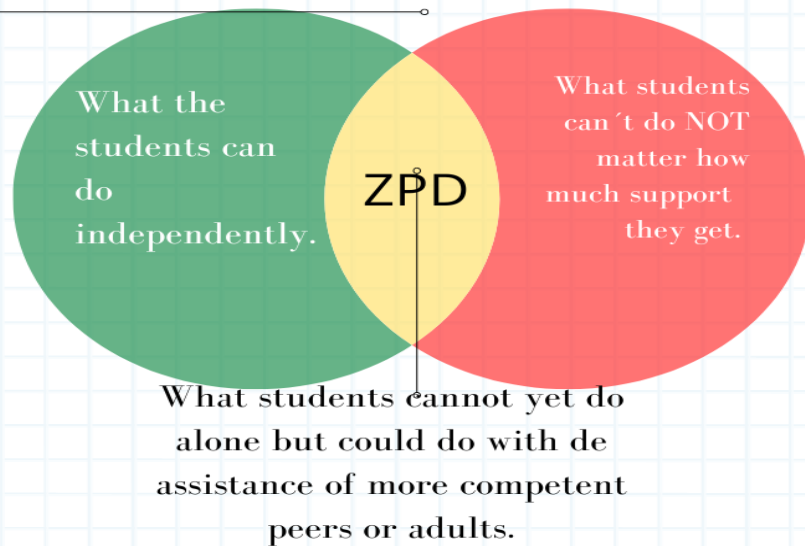 What the
students can
do
independently.
ZPD
What students
can´t do NOT
matter how
much support
they get.
What students cannot yet do
alone but could do with de
assistance of more competent
peers or adults.